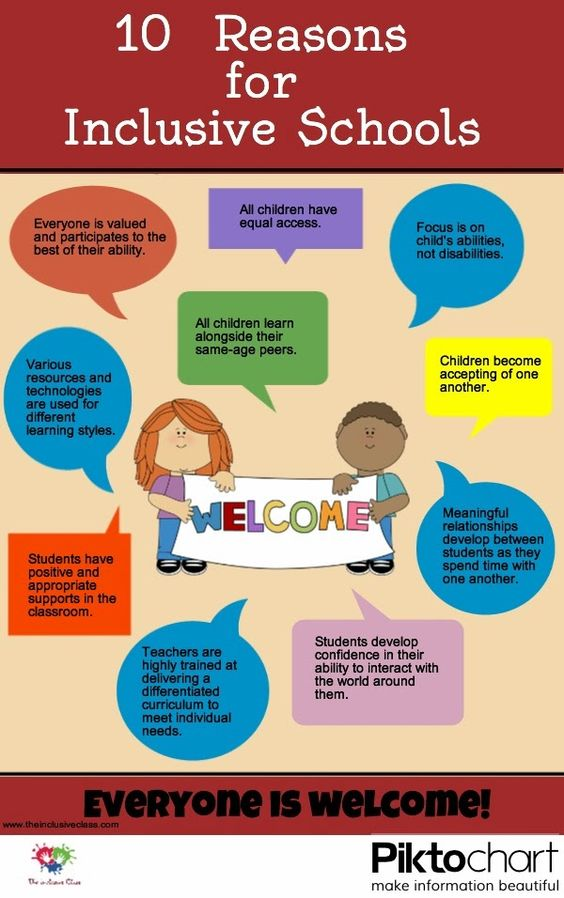 10 Reasons
for
Inclusive Schools
Everyone is valued
and participates to the
best of their ability.
All children have
equal access.
Focus is on
child's abilities,
not disabilities.
All children learn
alongside their
same-age peers.
Children become
accepting of one
another.
Various
resources and
technologies
are used for
different
learning styles.
WELCOME
Meaningful
relationships
develop between
students as they
spend time with
one another.
Students have
positive and
appropriate
supports in the
classroom.
Teachers are
highly trained at
delivering a
differentiated
curriculum to
meet individual
needs.
Students develop
confidence in their
ability to interact with
the world around
them.
EVERYONE IS WELCOME!
www.theinclusiveclass.com
The Inclusive Class
Piktochart
make information beautiful